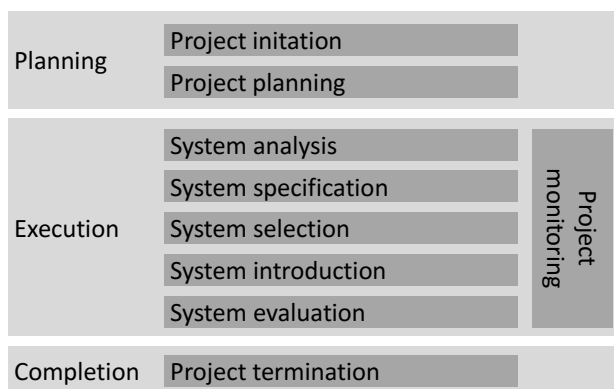 Planning
Project initation
Project planning
Execution
System analysis
System specification
System selection
System introduction
System evaluation
Project
monitoring
Completion
Project termination